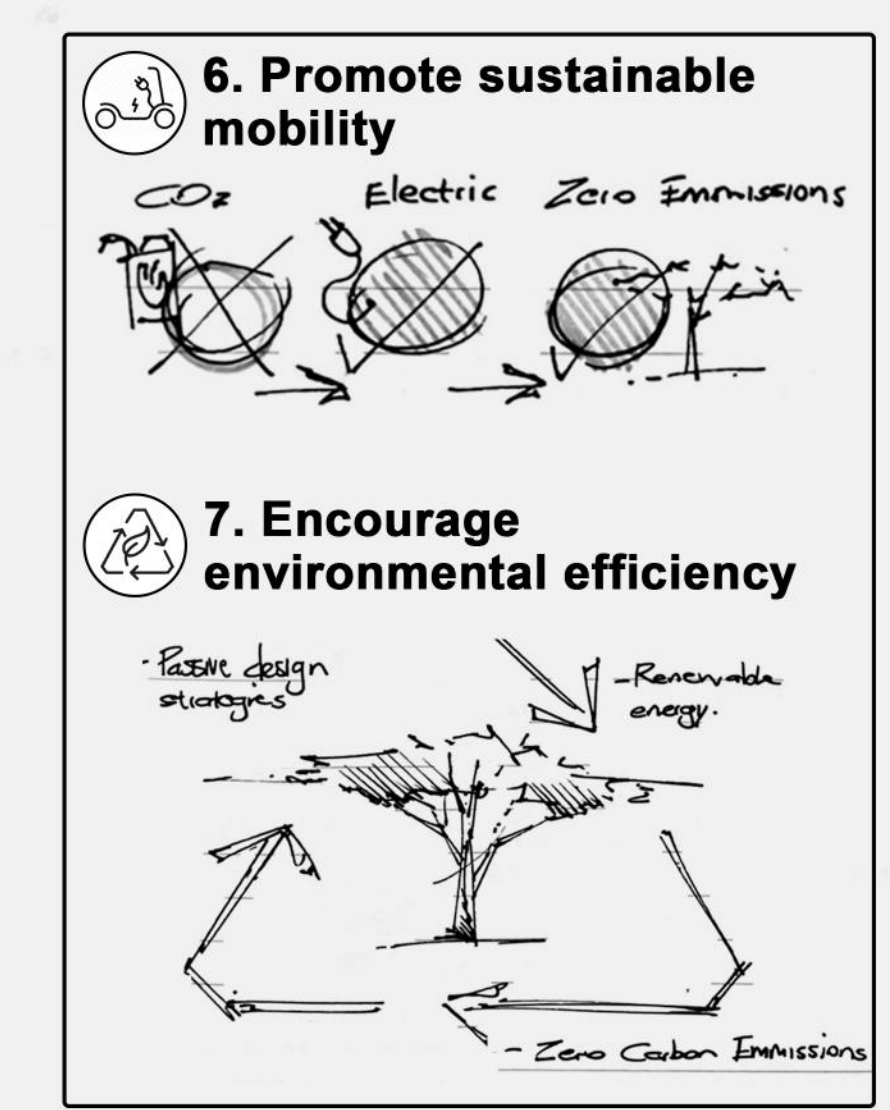 6. Promote sustainable
mobility
CO2 Electric Zero Emmissions
7. Encourage
environmental efficiency
- Passive design
strategies
- Renewable
energy.
- Zero Carbon Emmissions